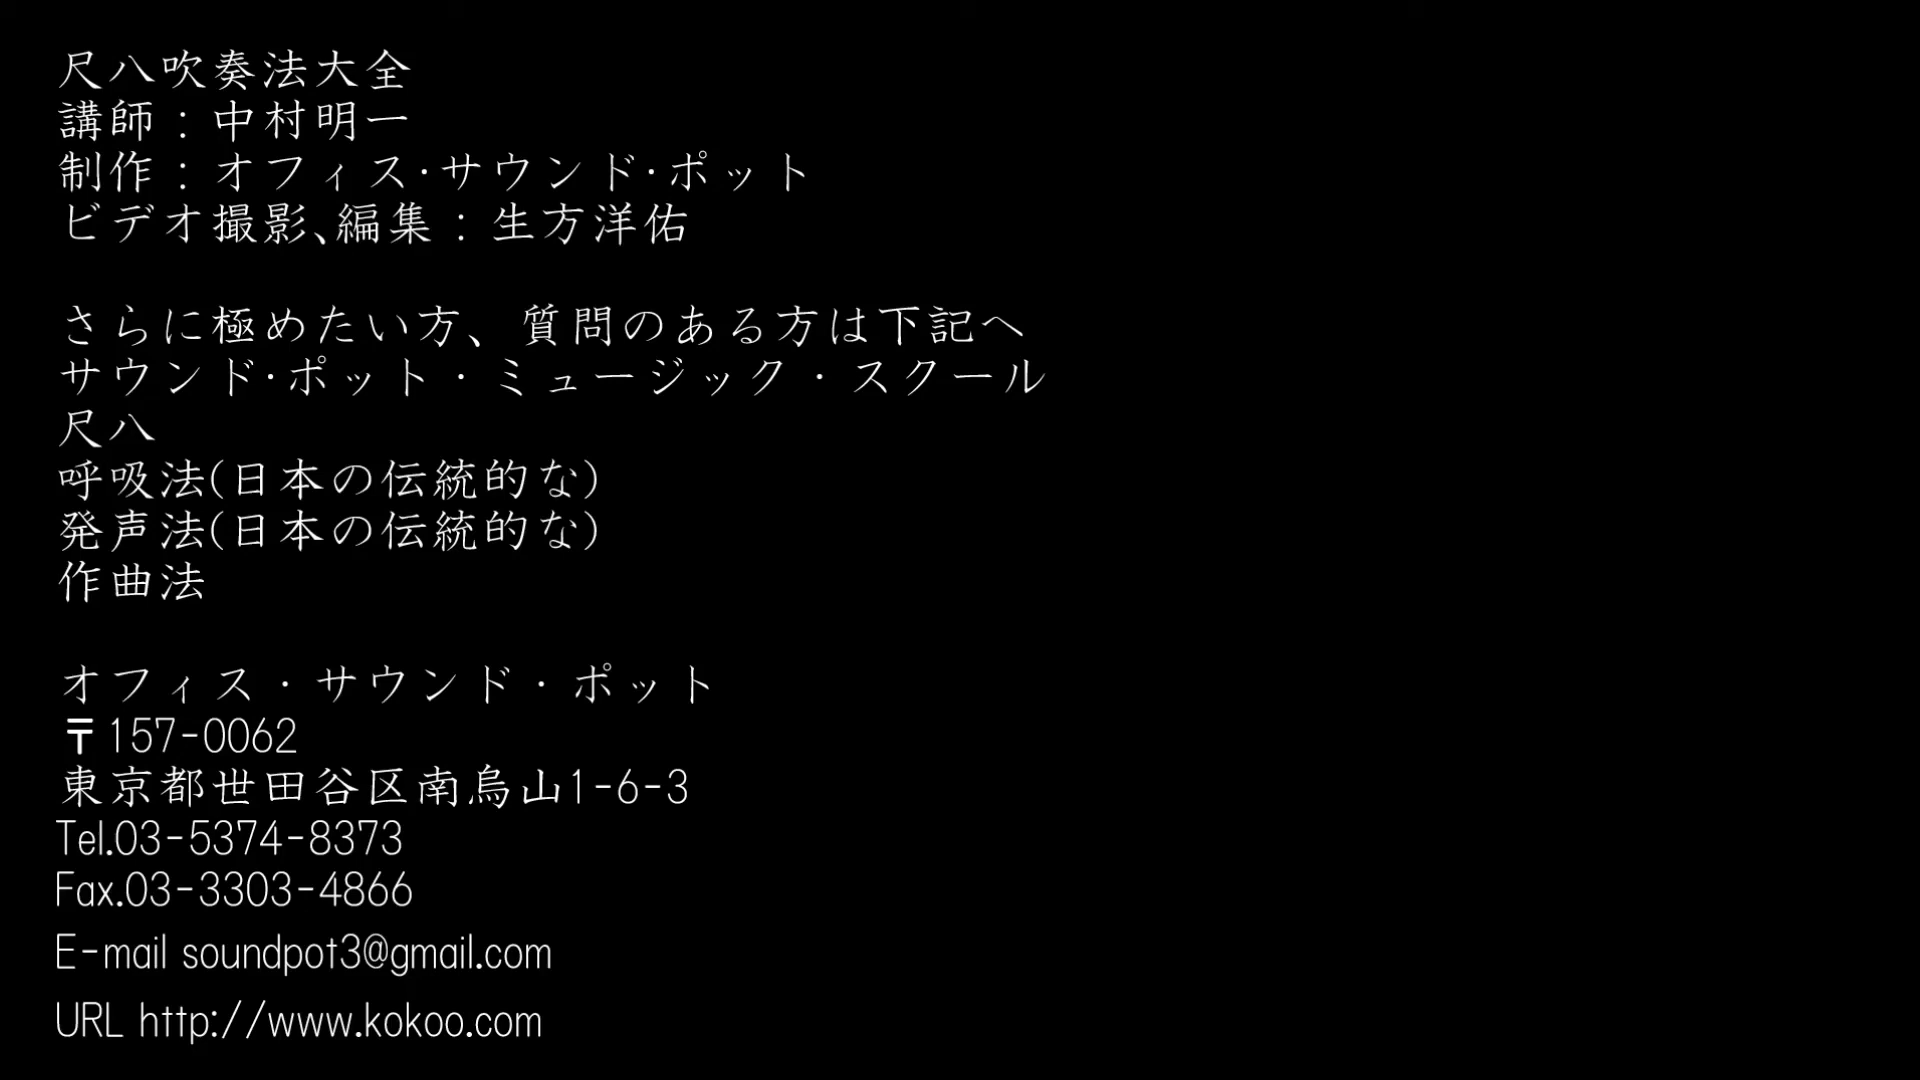 尺八吹奏法大全
講師：中村明一
制作：オフィス･サウンド･ポット
ビデオ撮影､編集：生方洋佑
さらに極めたい方、質問のある方は下記へ
サウンド･ポット・ミュージック・スクール
尺八
呼吸法(日本の伝統的な)
発声法(日本の伝統的な)
作曲法
オフィス・サウンド・ポット
〒157-0062
東京都世田谷区南烏山1-6-3
Tel.03-5374-8373
Fax.03-3303-4866
E-mail soundpot3@gmail.com
URL http://www.kokoo.com